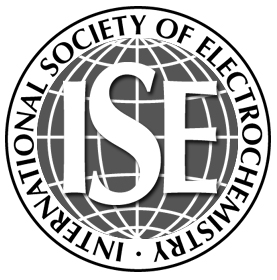 INTERNATIONAL SOCIETY OF ELECTROCHEMISTRY ·
ISE